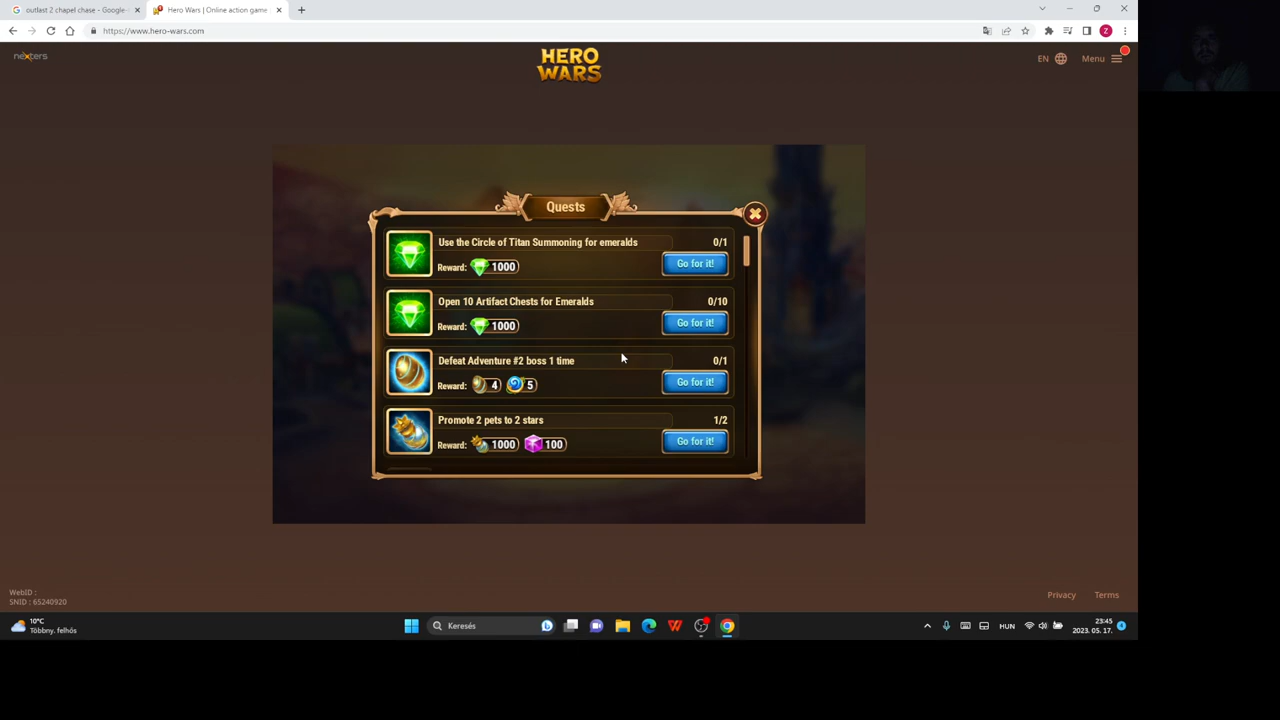 outlast 2 chapel chase - Google-
Hero Wars | Online action game
https://www.hero-wars.com
nexters
HERO
WARS
EN
Menu
Quests
Use the Circle of Titan Summoning for emeralds 0/1
Reward: 1000 Go for it!
Open 10 Artifact Chests for Emeralds 0/10
Reward: 1000 Go for it!
Defeat Adventure #2 boss 1 time 0/1
Reward: 4 5 Go for it!
Promote 2 pets to 2 stars 1/2
Reward: 1000 100 Go for it!
WebID :
SNID : 65240920
Privacy Terms
10°C
Többny. felhős
Keresés
HUN
23:45
2023. 05. 17.
4